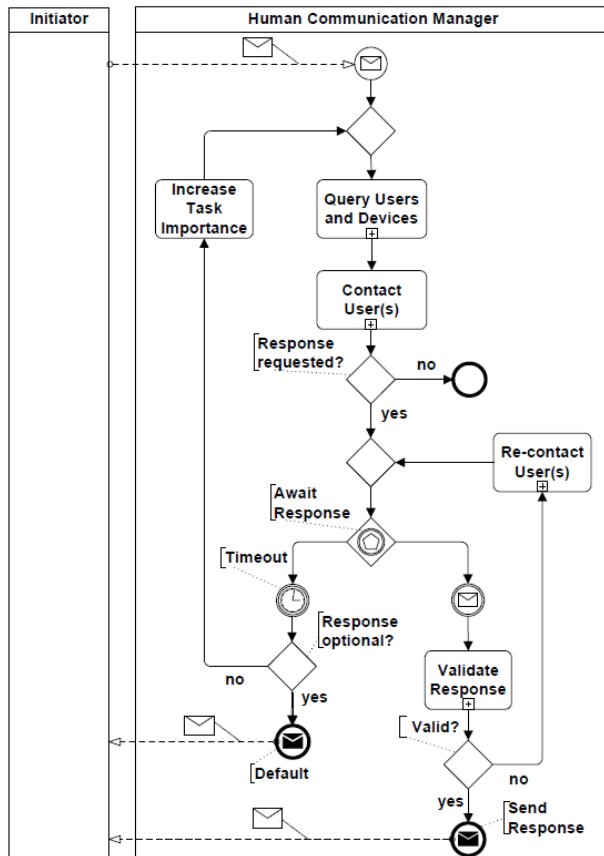 Initiator
Human Communication Manager
Increase
Task
Importance
Query Users
and Devices
Contact
User(s)
Response
requested?
no
yes
Re-contact
User(s)
Await
Response
Timeout
Response
optional?
no
yes
Validate
Response
Valid?
no
Default
yes
Send
Response